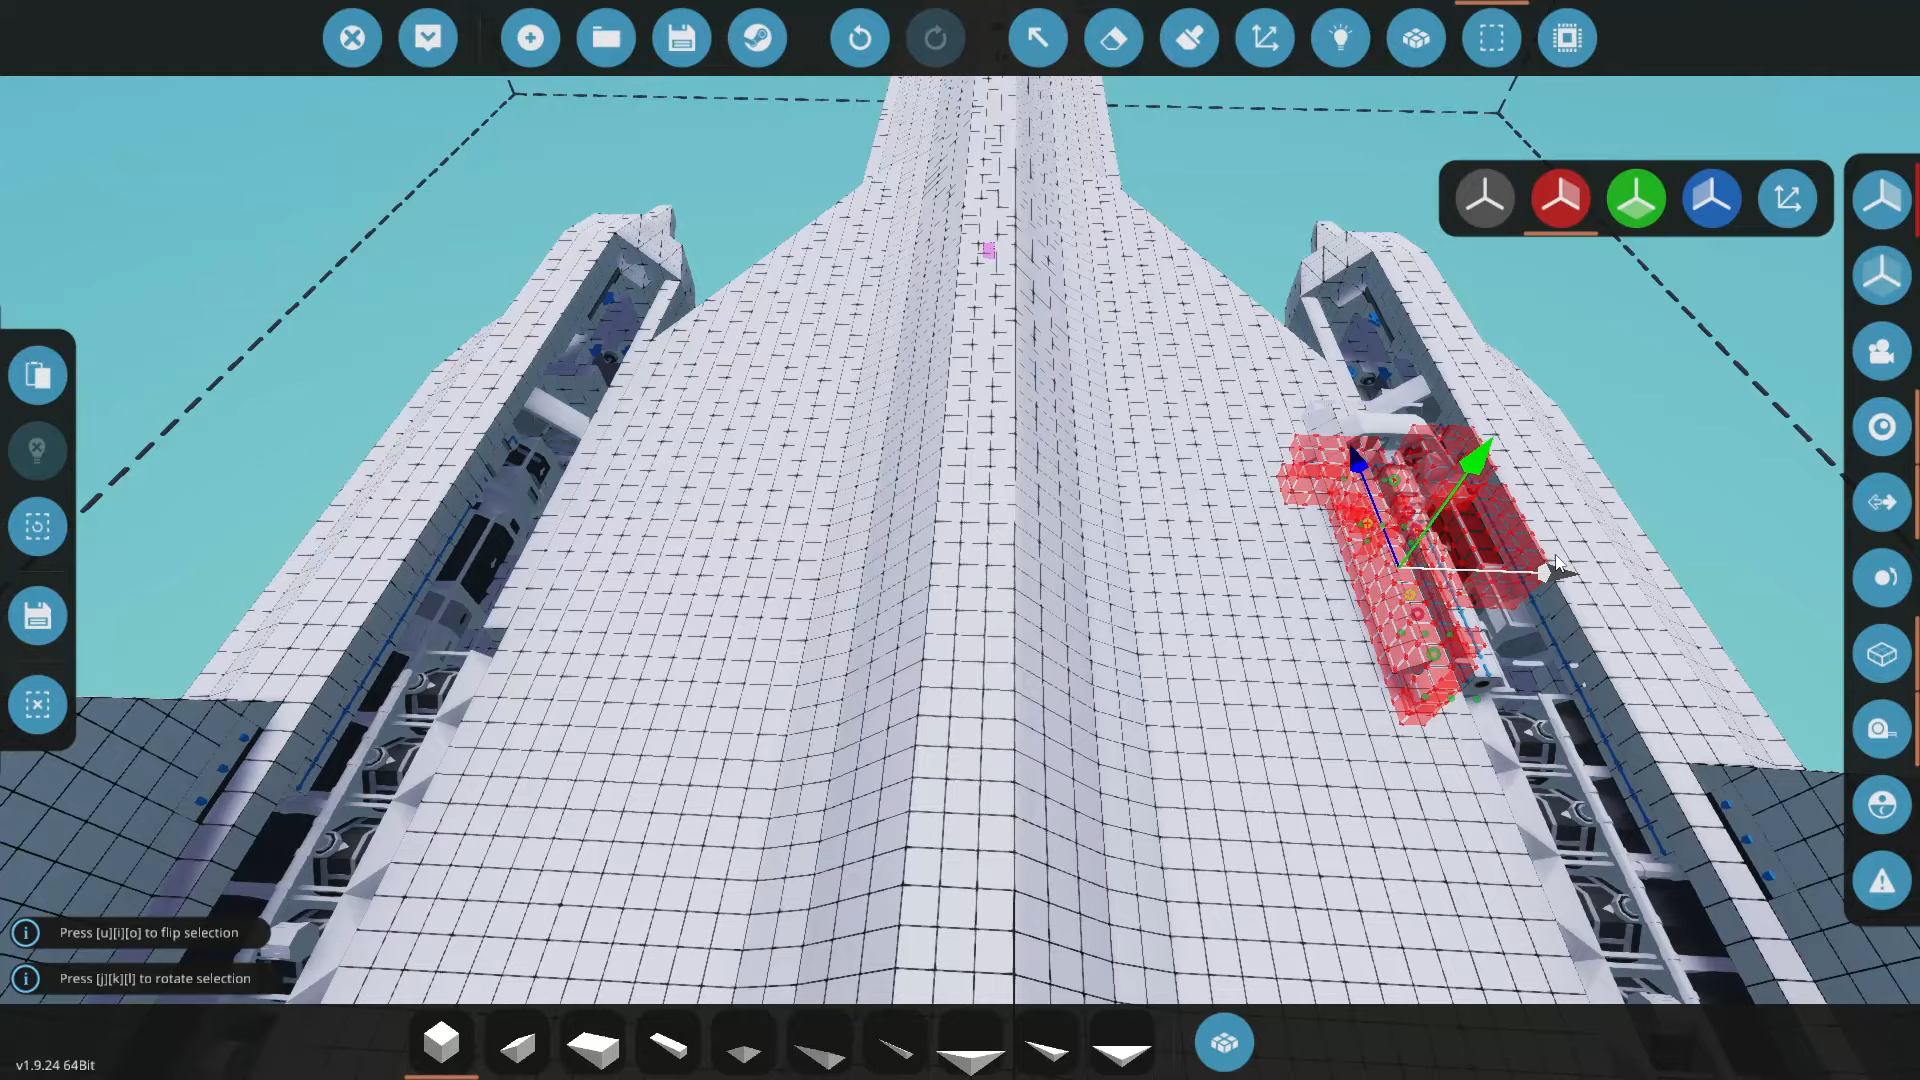 Press [u][i][o] to flip selection
Press [j][k][l] to rotate selection
v1.9.24 64Bit